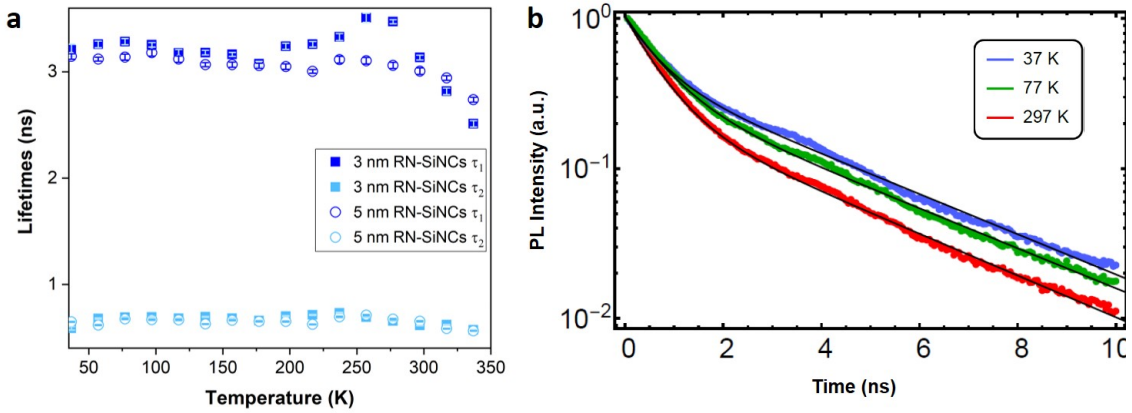 a
Lifetimes (ns)
3
2
1
3 nm RN-SiNCs τ1
3 nm RN-SiNCs τ2
5 nm RN-SiNCs τ1
5 nm RN-SiNCs τ2
50 100 150 200 250 300 350
Temperature (K)
b
PL Intensity (a.u.)
10^0
10^-1
10^-2
37 K
77 K
297 K
0 2 4 6 8 10
Time (ns)